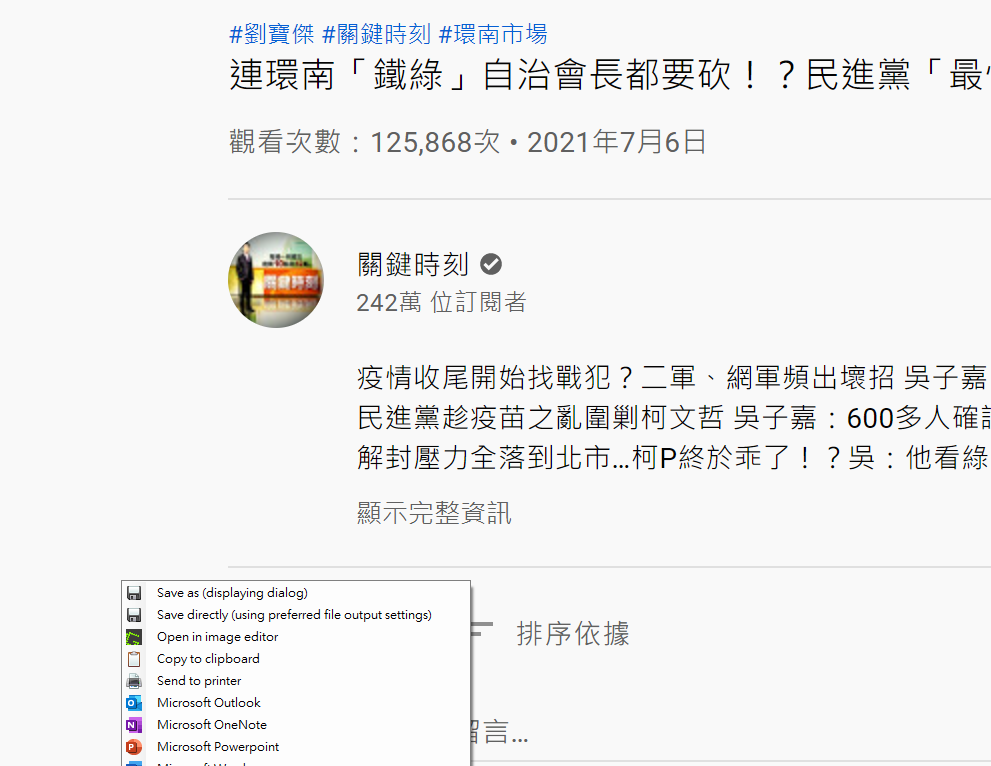 #劉寶傑 #關鍵時刻 #環南市場
連環南「鐵綠」自治會長都要砍！？民進黨「最
觀看次數：125,868次 • 2021年7月6日
關鍵時刻
242萬 位訂閱者
疫情收尾開始找戰犯？二軍、網軍頻出壞招 吳子嘉
民進黨趁疫苗之亂圍剿柯文哲 吳子嘉：600多人確
解封壓力全落到北市...柯P終於乖了！？吳：他看綠
顯示完整資訊
排序依據
留言...
Save as (displaying dialog)
Save directly (using preferred file output settings)
Open in image editor
Copy to clipboard
Send to printer
Microsoft Outlook
Microsoft OneNote
Microsoft Powerpoint